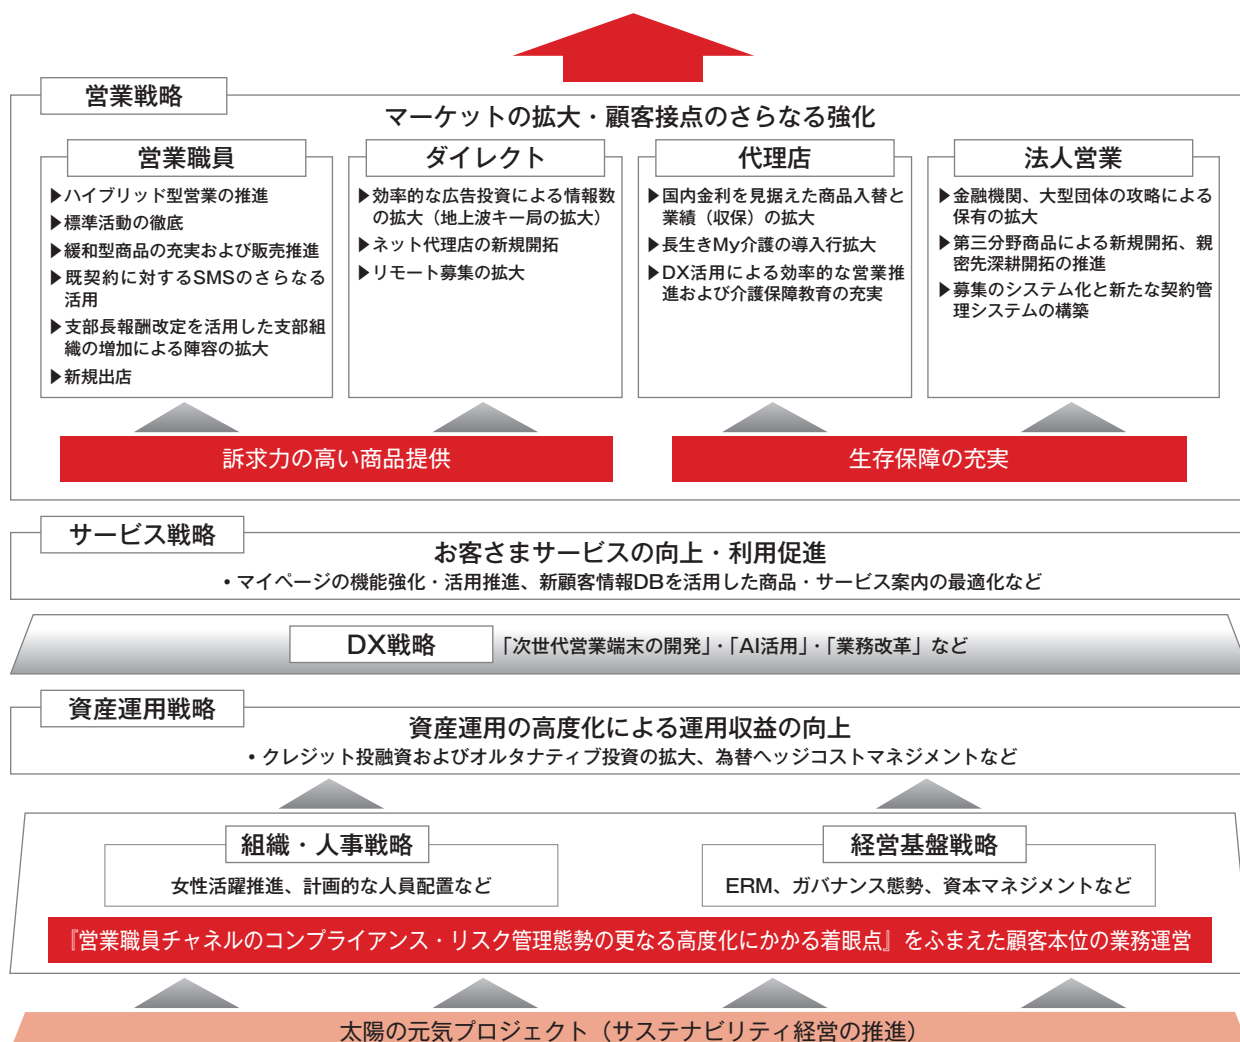 営業戦略
マーケットの拡大・顧客接点のさらなる強化
営業職員
▶ハイブリッド型営業の推進
▶標準活動の徹底
▶緩和型商品の充実および販売推進
▶既契約に対するSMSのさらなる
活用
▶支部長報酬改定を活用した支部組
織の増加による陣容の拡大
▶新規出店
ダイレクト
▶効率的な広告投資による情報数
の拡大（地上波キー局の拡大）
▶ネット代理店の新規開拓
▶リモート募集の拡大
代理店
▶国内金利を見据えた商品入替と
業績（収保）の拡大
▶長生きMy介護の導入行拡大
▶DX活用による効率的な営業推
進および介護保障教育の充実
法人営業
▶金融機関、大型団体の攻略による
保有の拡大
▶第三分野商品による新規開拓、親
密先深耕開拓の推進
▶募集のシステム化と新たな契約管
理システムの構築
訴求力の高い商品提供
生存保障の充実
サービス戦略
お客さまサービスの向上・利用促進
• マイページの機能強化・活用推進、新顧客情報DBを活用した商品・サービス案内の最適化など
DX戦略
「次世代営業端末の開発」・「AI活用」・「業務改革」など
資産運用戦略
資産運用の高度化による運用収益の向上
• クレジット投融資およびオルタナティブ投資の拡大、為替ヘッジコストマネジメントなど
組織・人事戦略
女性活躍推進、計画的な人員配置など
経営基盤戦略
ERM、ガバナンス態勢、資本マネジメントなど
『営業職員チャネルのコンプライアンス・リスク管理態勢の更なる高度化にかかる着眼点』をふまえた顧客本位の業務運営
太陽の元気プロジェクト（サステナビリティ経営の推進）